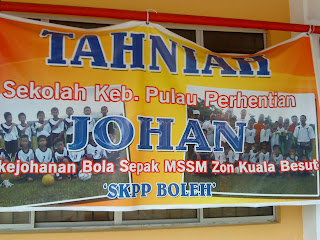 TAHNIAH
Sekolah Keb. Pulau Perhentian
JOHAN
kejohanan Bola Sepak MSSM Zon Kuala Besut
'SKPP BOLEH'